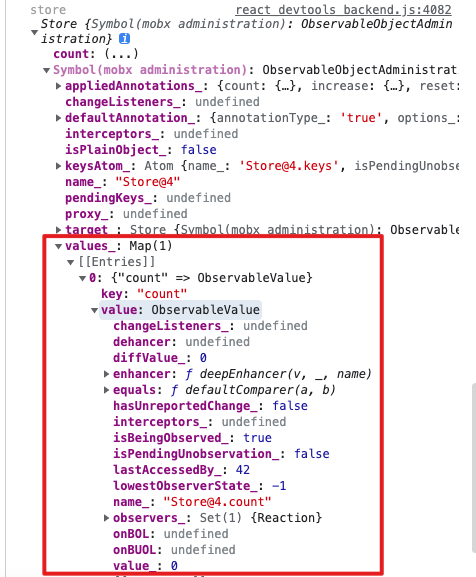 store react_devtools_backend.js:4082
Store {Symbol(mobx administration): ObservableObjectAdmin
istration} i
count: (...)
Symbol(mobx administration): ObservableObjectAdministrat
appliedAnnotations_: {count: {…}, increase: {…}, reset:
changeListeners_: undefined
defaultAnnotation_: {annotationType_: 'true', options_:
interceptors_: undefined
isPlainObject_: false
keysAtom_: Atom {name_: 'Store@4.keys', isPendingUnobse
name_: "Store@4"
pendingKeys_: undefined
proxy_: undefined
target_: Store {Symbol(mobx administration): Observab
values_: Map(1)
[[Entries]]
0: {"count" => ObservableValue}
key: "count"
value: ObservableValue
changeListeners_: undefined
dehancer: undefined
diffValue_: 0
enhancer: ƒ deepEnhancer(v, _, name)
equals: ƒ defaultComparer(a, b)
hasUnreportedChange_: false
interceptors_: undefined
isBeingObserved_: true
isPendingUnobservation_: false
lastAccessedBy_: 42
lowestObserverState_: -1
name_: "Store@4.count"
observers_: Set(1) {Reaction}
onBOL: undefined
onBUOL: undefined
value_: 0